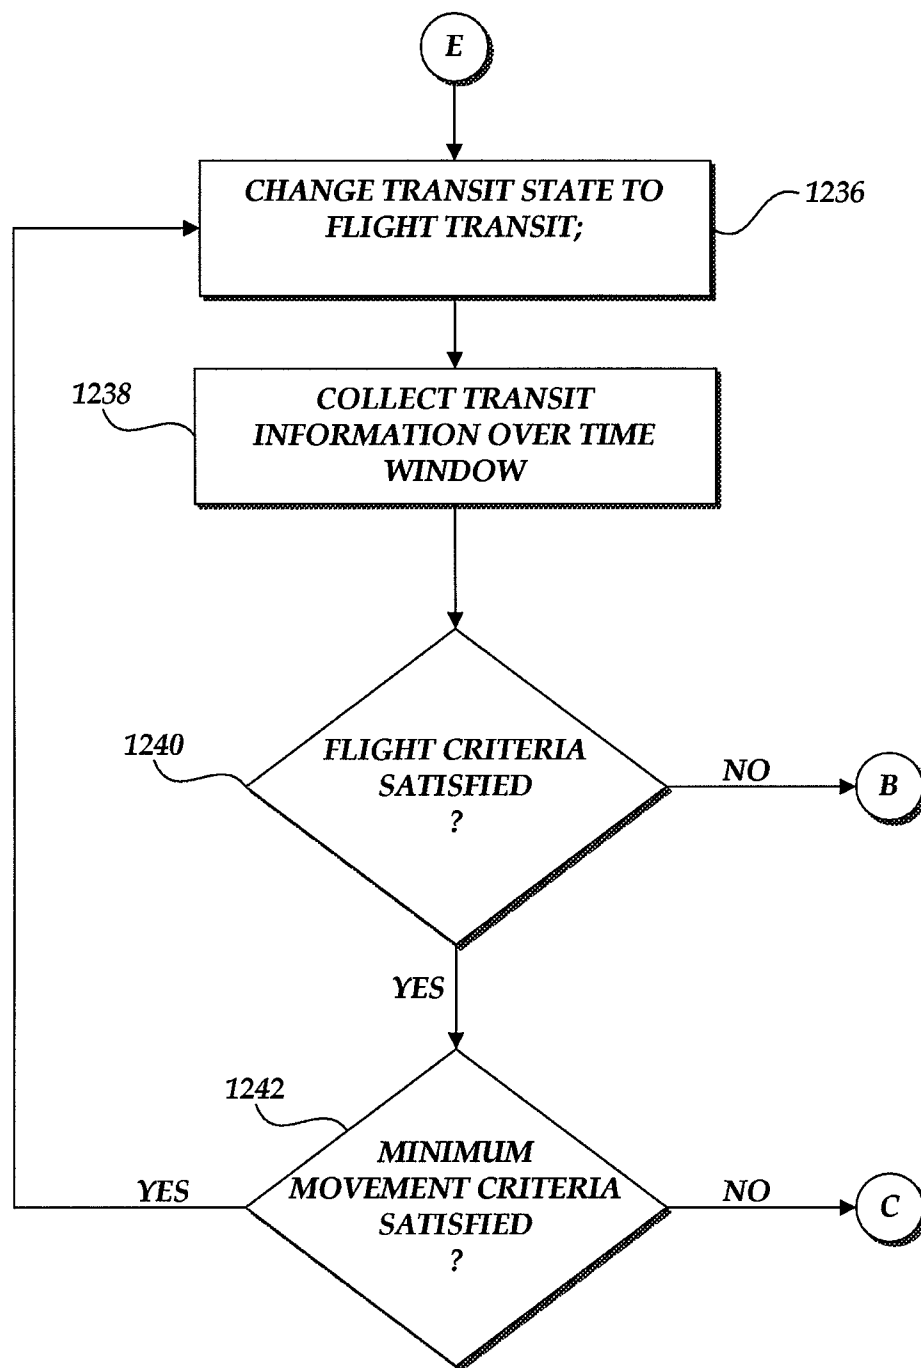 E
CHANGE TRANSIT STATE TO
FLIGHT TRANSIT;
1236
1238
COLLECT TRANSIT
INFORMATION OVER TIME
WINDOW
1240
FLIGHT CRITERIA
SATISFIED
?
NO
B
YES
1242
MINIMUM
MOVEMENT CRITERIA
SATISFIED
?
YES
NO
C